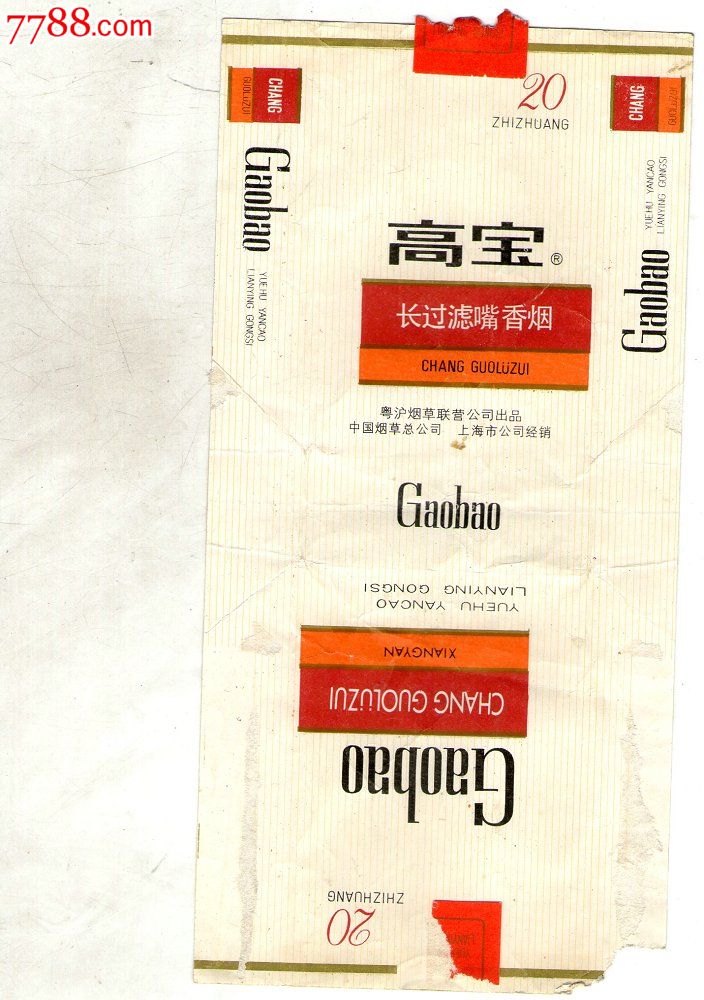 7788.com
20
ZHIZHUANG
CHANG
GUOLüZUI
Gaobao
YUEHU YANCAO
LIANYING GONGSI
CHANG
GUOLüZUI
Gaobao
YUEHU YANCAO
LIANYING GONGSI
高宝®
长过滤嘴香烟
CHANG GUOLüZUI
粤沪烟草联营公司出品
中国烟草总公司 上海市公司经销
Gaobao
YUEHU YANCAO
LIANYING GONGSI
XIANGYAN
CHANG GUOLüZUI
Gaobao
ZHIZHUANG
20